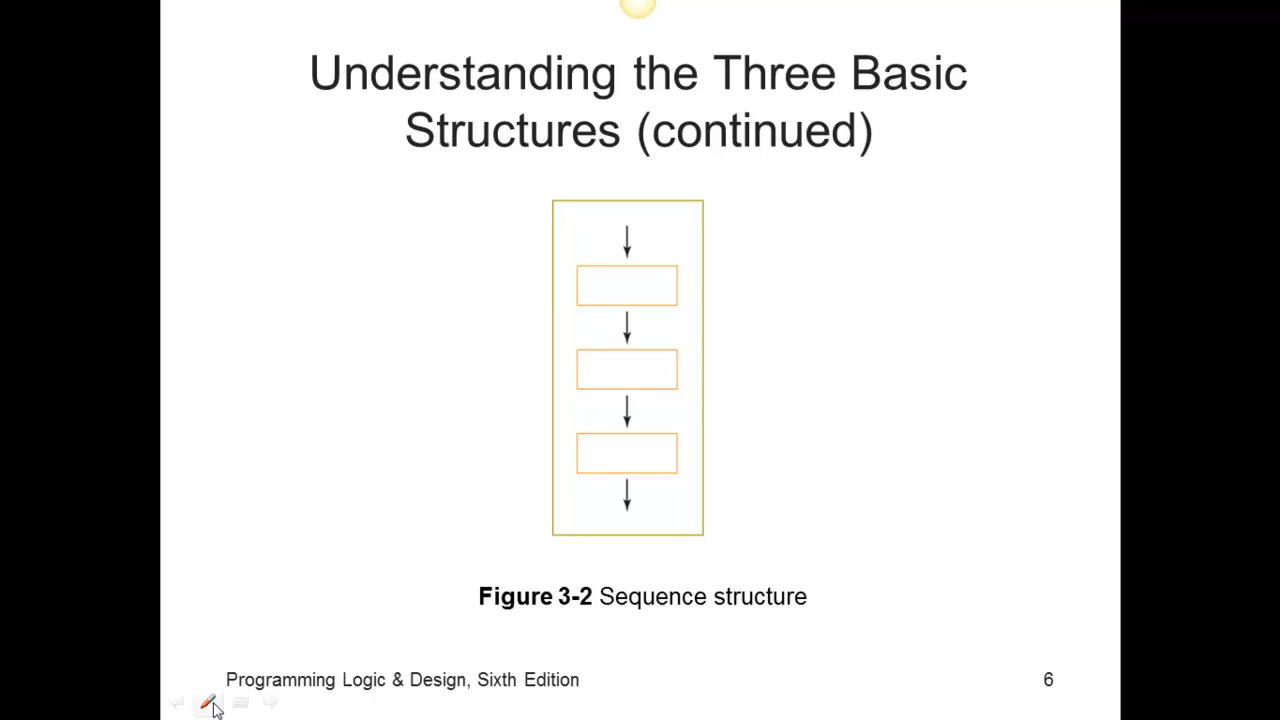 Understanding the Three Basic
Structures (continued)
Figure 3-2 Sequence structure
Programming Logic & Design, Sixth Edition
6